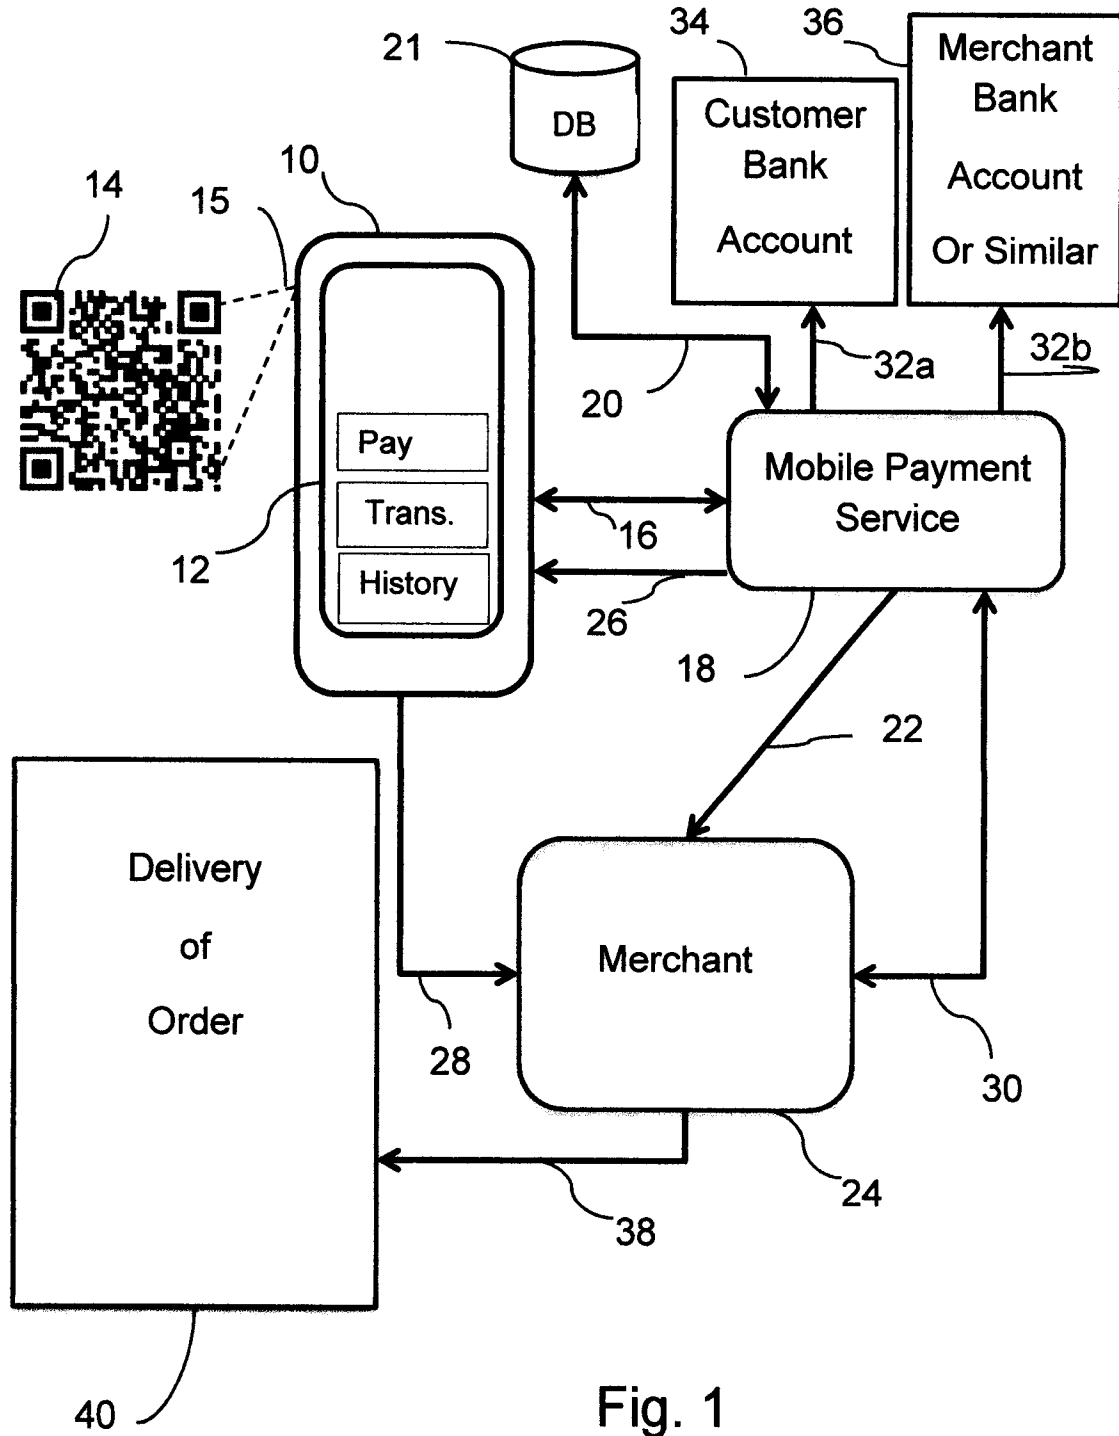 34
36
21
Merchant
Bank
Account
Or Similar
Customer
Bank
Account
DB
10
14
15
32a
32b
20
Pay
Trans.
History
12
16
Mobile Payment
Service
26
18
22
Delivery
of
Order
Merchant
28
30
24
38
40
Fig. 1